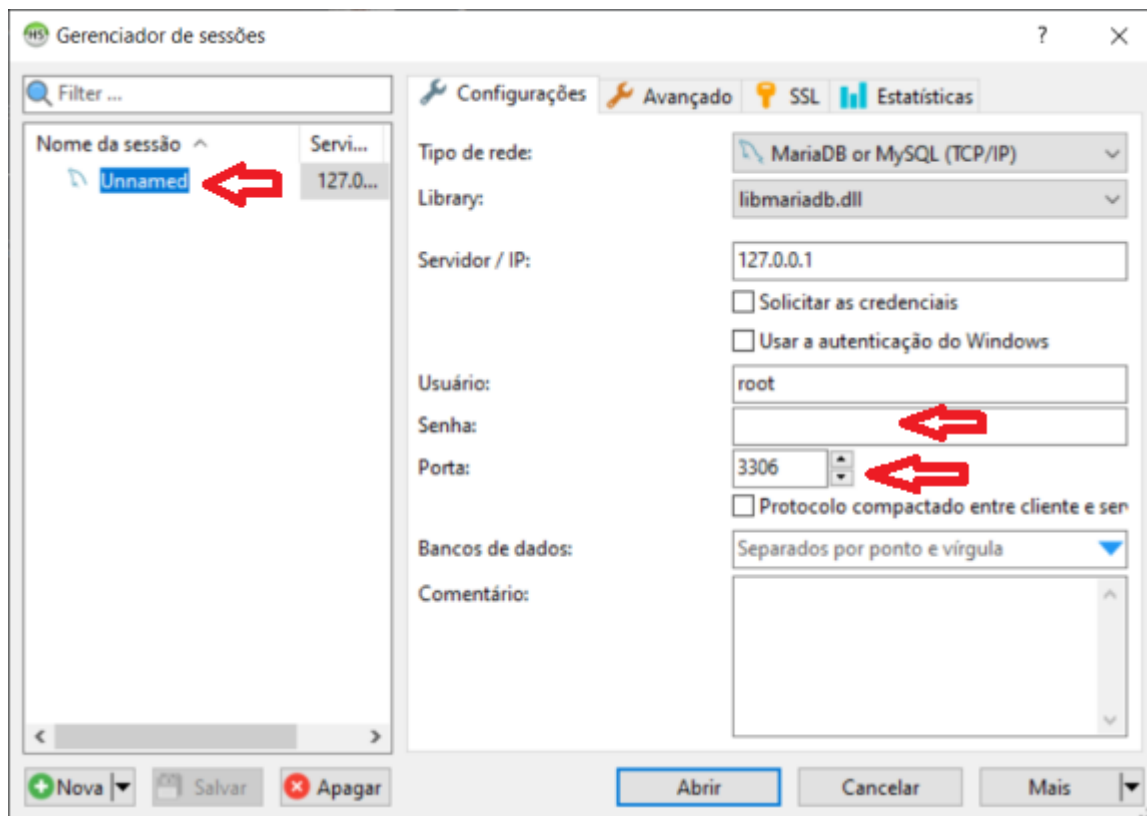 HS Gerenciador de sessões ?
Filter ...
Nome da sessão Servi...
Unnamed 127.0...
Configurações Avançado SSL Estatísticas
Tipo de rede: MariaDB or MySQL (TCP/IP)
Library: libmariadb.dll
Servidor / IP: 127.0.0.1
Solicitar as credenciais
Usar a autenticação do Windows
Usuário: root
Senha:
Porta: 3306
Protocolo compactado entre cliente e ser
Bancos de dados: Separados por ponto e vírgula
Comentário:
Nova Salvar Apagar Abrir Cancelar Mais